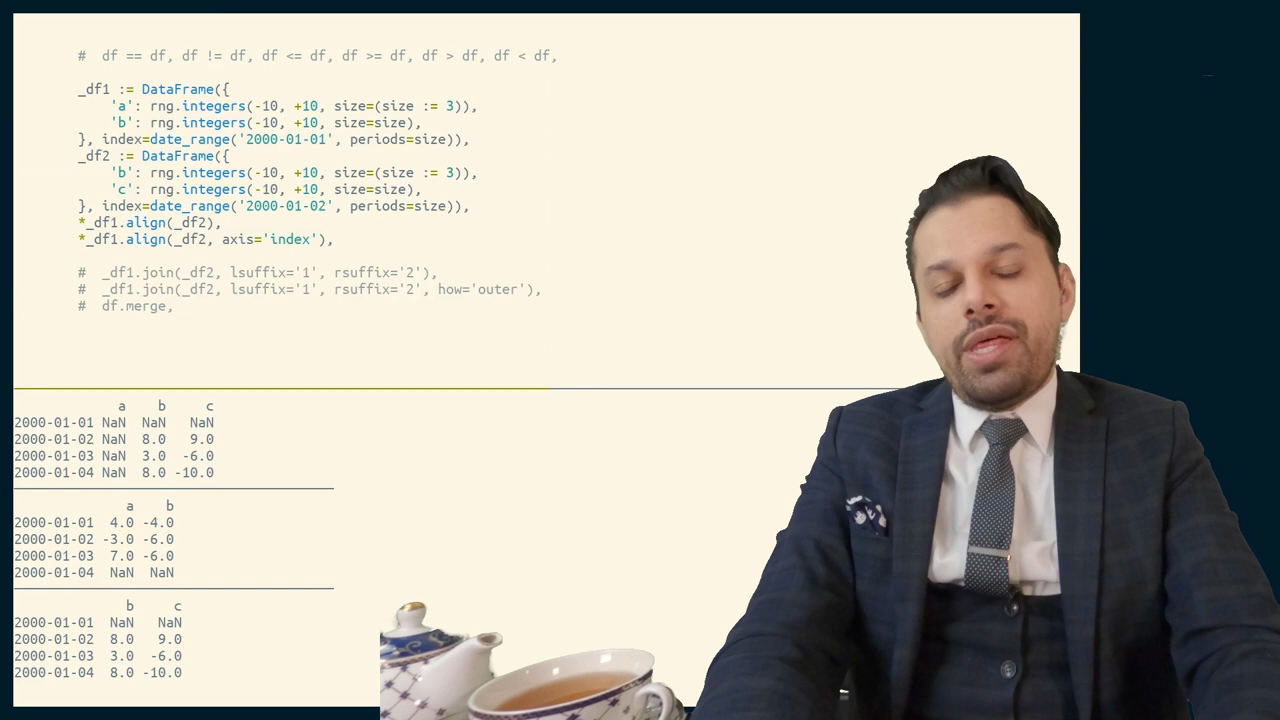 # df == df, df != df, df <= df, df >= df, df > df, df < df,
_df1 := DataFrame({
'a': rng.integers(-10, +10, size=(size := 3)),
'b': rng.integers(-10, +10, size=size),
}, index=date_range('2000-01-01', periods=size)),
_df2 := DataFrame({
'b': rng.integers(-10, +10, size=(size := 3)),
'c': rng.integers(-10, +10, size=size),
}, index=date_range('2000-01-02', periods=size)),
*_df1.align(_df2),
*_df1.align(_df2, axis='index'),
# _df1.join(_df2, lsuffix='1', rsuffix='2'),
# _df1.join(_df2, lsuffix='1', rsuffix='2', how='outer'),
# df.merge,
a b c
2000-01-01 NaN NaN NaN
2000-01-02 NaN 8.0 9.0
2000-01-03 NaN 3.0 -6.0
2000-01-04 NaN 8.0 -10.0
a b
2000-01-01 4.0 -4.0
2000-01-02 -3.0 -6.0
2000-01-03 7.0 -6.0
2000-01-04 NaN NaN
b c
2000-01-01 NaN NaN
2000-01-02 8.0 9.0
2000-01-03 3.0 -6.0
2000-01-04 8.0 -10.0